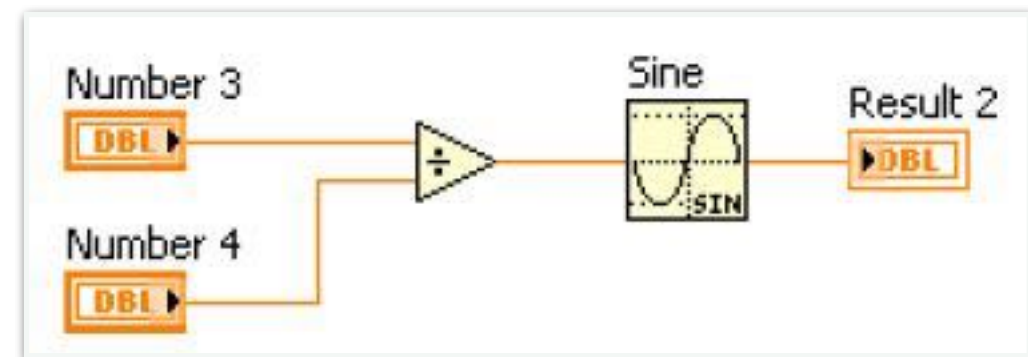 Number 3
DBL
÷
Sine
SIN
Result 2
DBL
Number 4
DBL